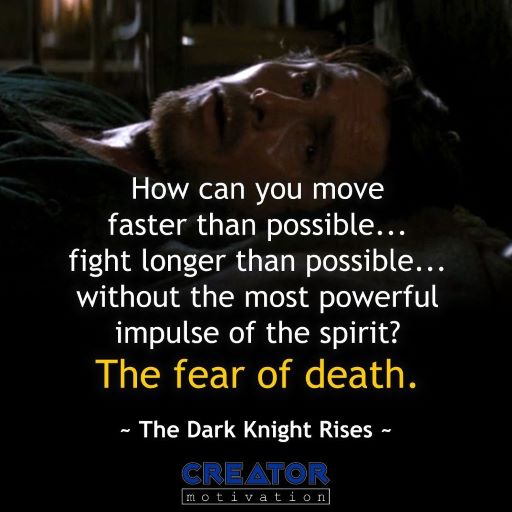 How can you move
faster than possible...
fight longer than possible...
without the most powerful
impulse of the spirit?
The fear of death.
~ The Dark Knight Rises ~
CREATOR
motivation